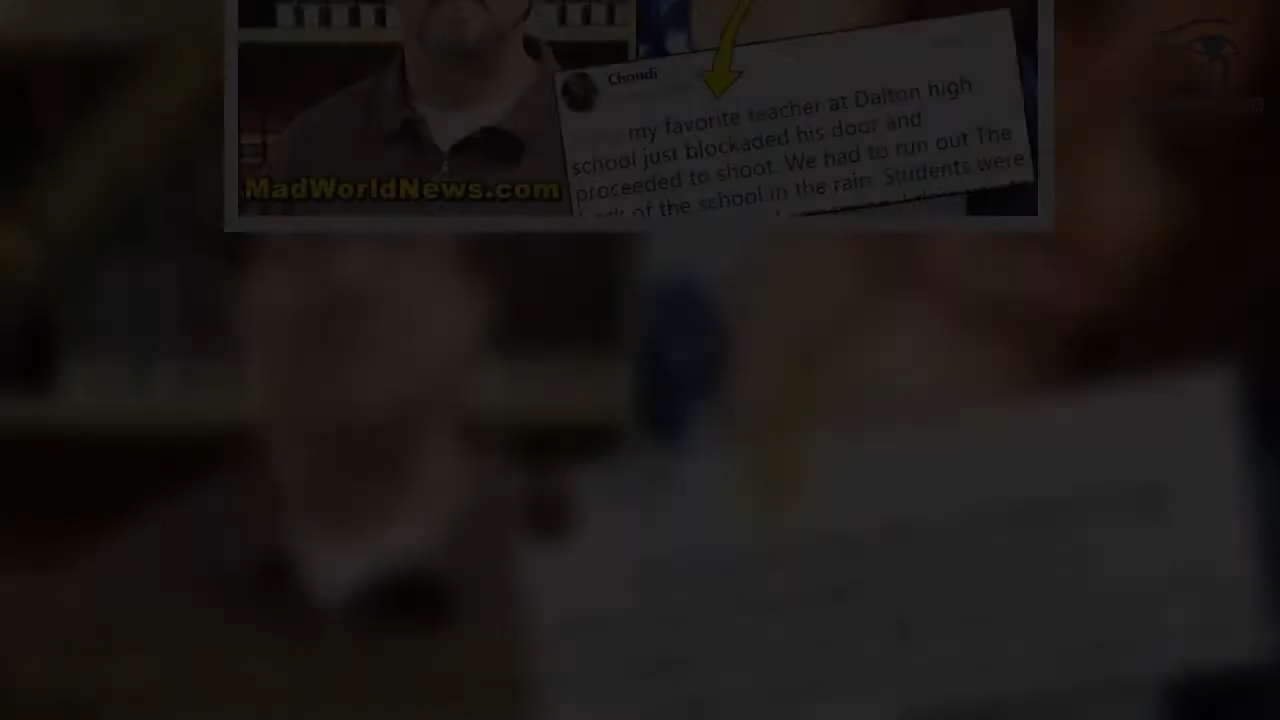 Chondi
my favorite teacher at Dalton high
school just blockaded his door and
proceeded to shoot. We had to run out The
of the school in the rain. Students were
MadWorldNews.com